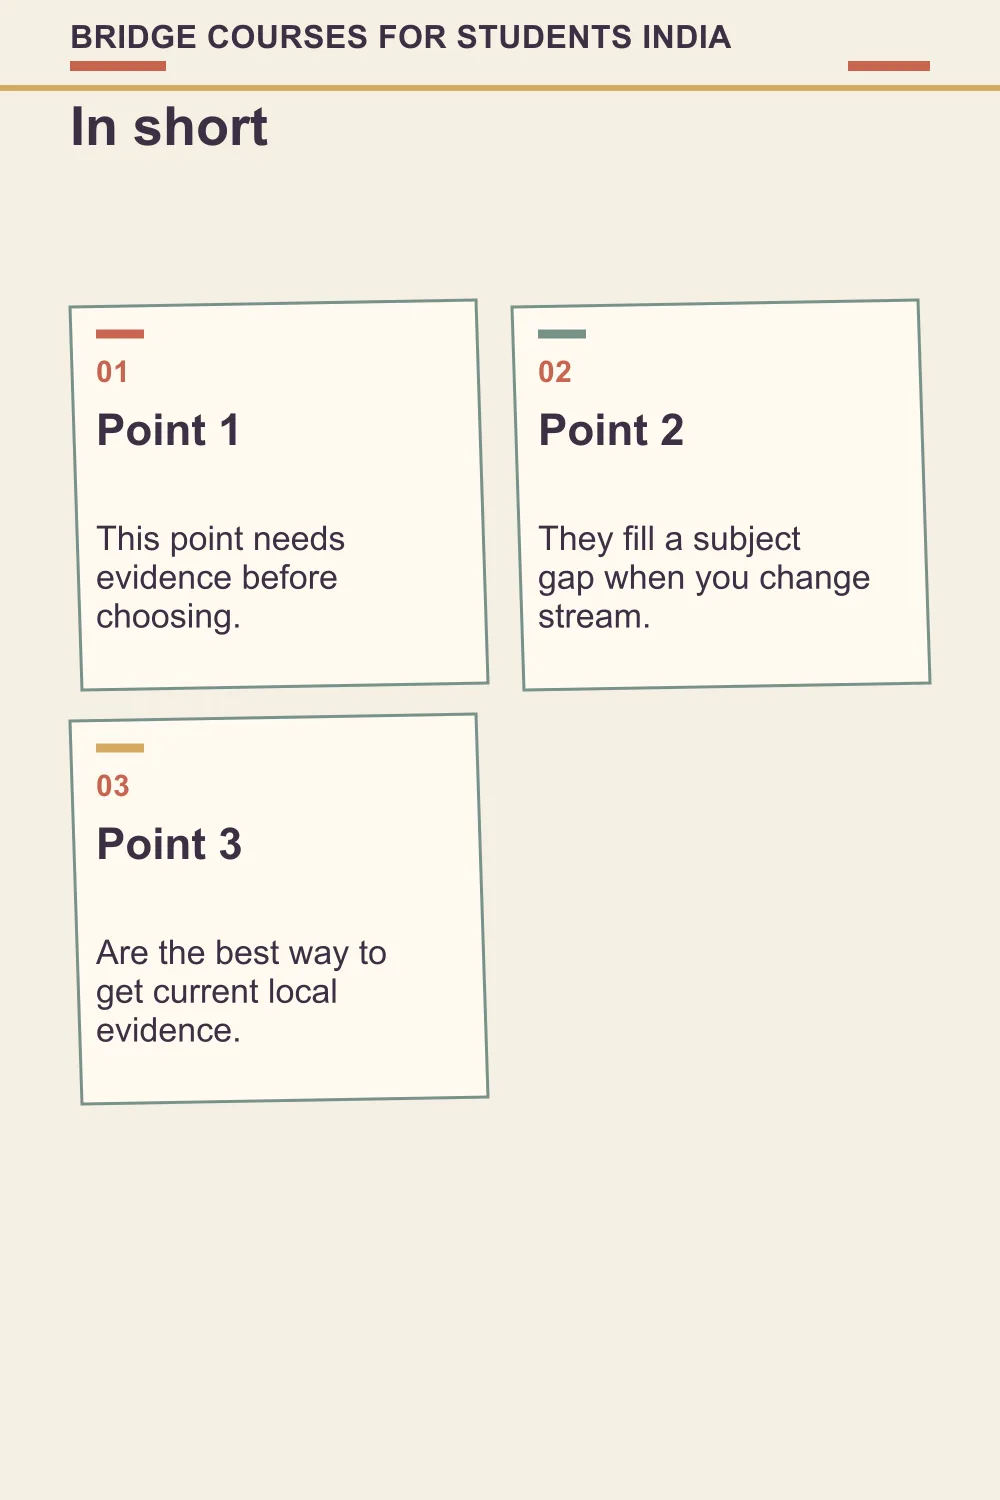 BRIDGE COURSES FOR STUDENTS INDIA
In short
01
Point 1
This point needs
evidence before
choosing.
02
Point 2
They fill a subject
gap when you change
stream.
03
Point 3
Are the best way to
get current local
evidence.